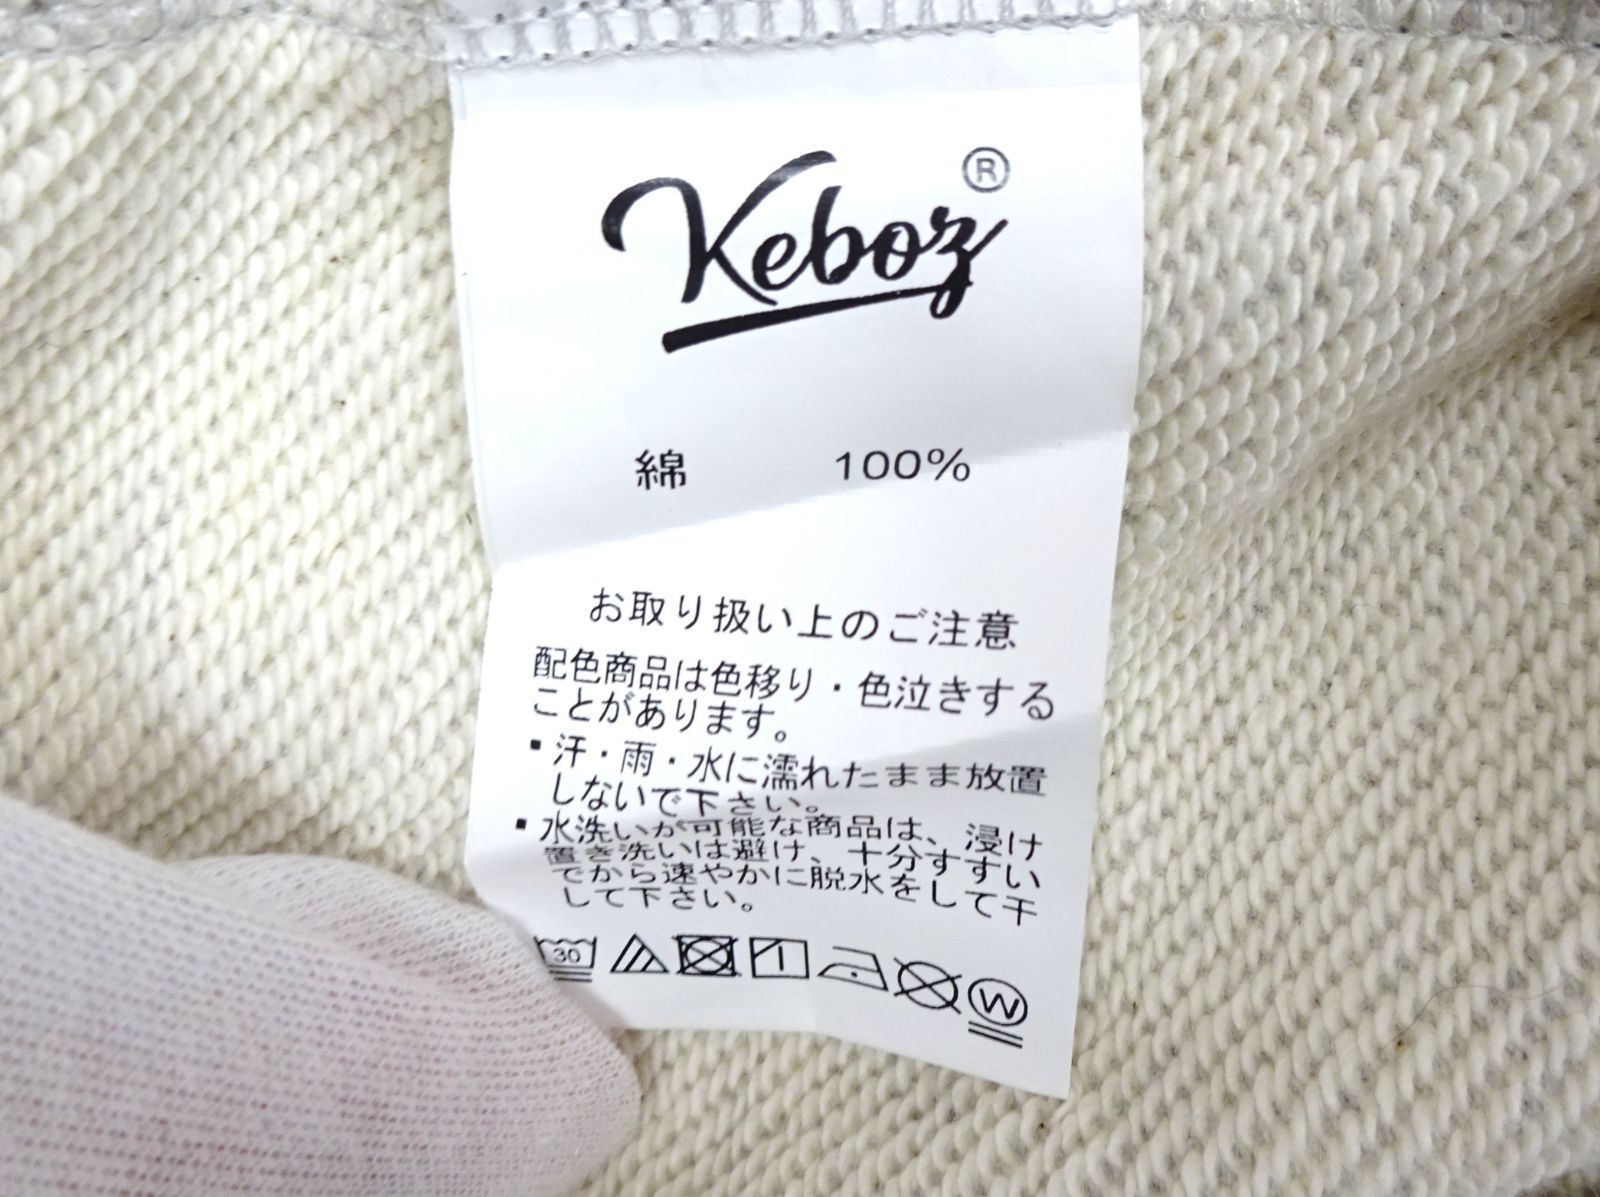 Keboz ®
綿 100%
お取り扱い上のご注意
配色商品は色移り・色泣きする
ことがあります。
▪汗・雨・水に濡れたまま放置
しないで下さい。
▪水洗いが可能な商品は、浸け
置き洗いは避け、十分すすい
でから速やかに脱水をして干
して下さい。
30 W